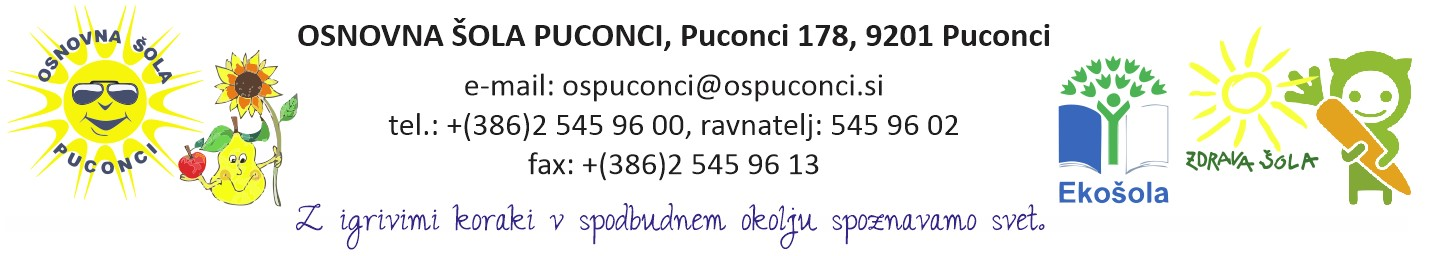 OSNOVNA ŠOLA
PUCONCI
OSNOVNA ŠOLA PUCONCI, Puconci 178, 9201 Puconci
e-mail: ospuconci@ospuconci.si
tel.: +(386)2 545 96 00, ravnatelj: 545 96 02
fax: +(386)2 545 96 13
Z igrivimi koraki v spodbudnem okolju spoznavamo svet.
Ekošola
ZDRAVA ŠOLA